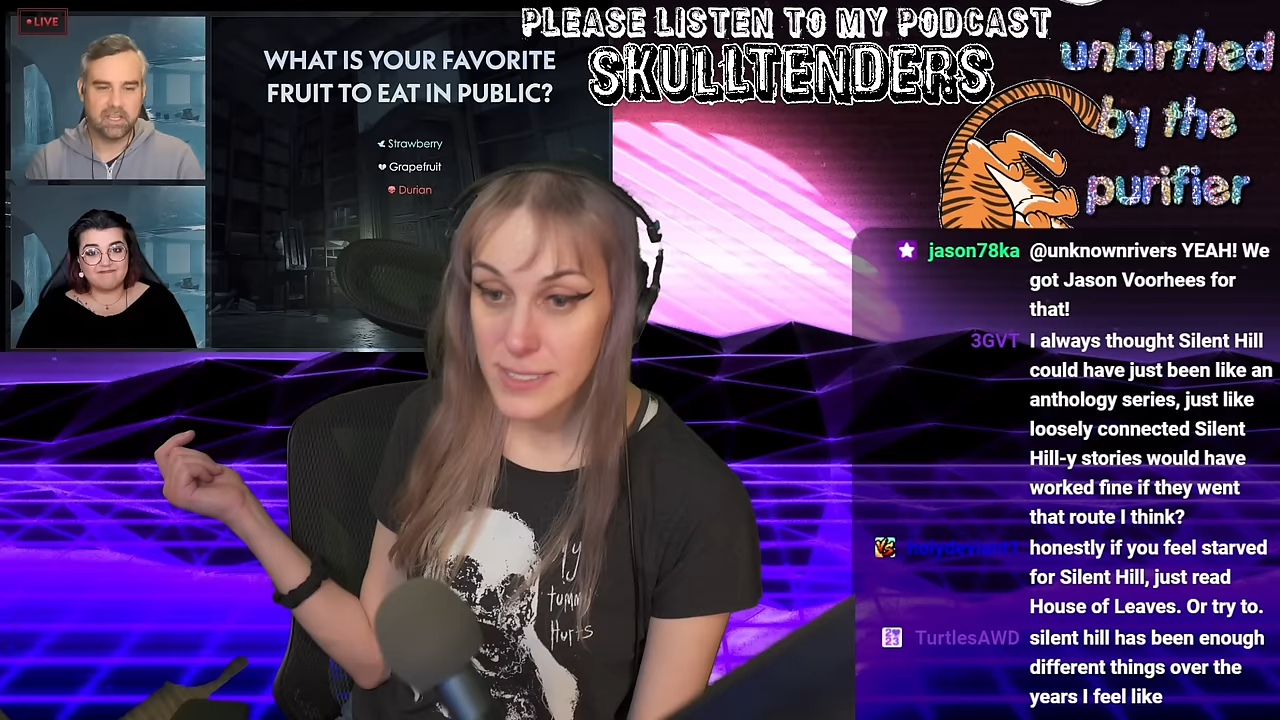 LIVE
WHAT IS YOUR FAVORITE
FRUIT TO EAT IN PUBLIC?
Strawberry
Grapefruit
Durian
PLEASE LISTEN TO MY PODCAST
SKULLTENDERS
unbirthed
by the
purifier
jason78ka @unknownrivers YEAH! We
got Jason Voorhees for
that!
3GVT I always thought Silent Hill
could have just been like an
anthology series, just like
loosely connected Silent
Hill-y stories would have
worked fine if they went
that route I think?
honestly if you feel starved
for Silent Hill, just read
House of Leaves. Or try to.
TurtlesAWD silent hill has been enough
different things over the
years I feel like
tummy
Hurts